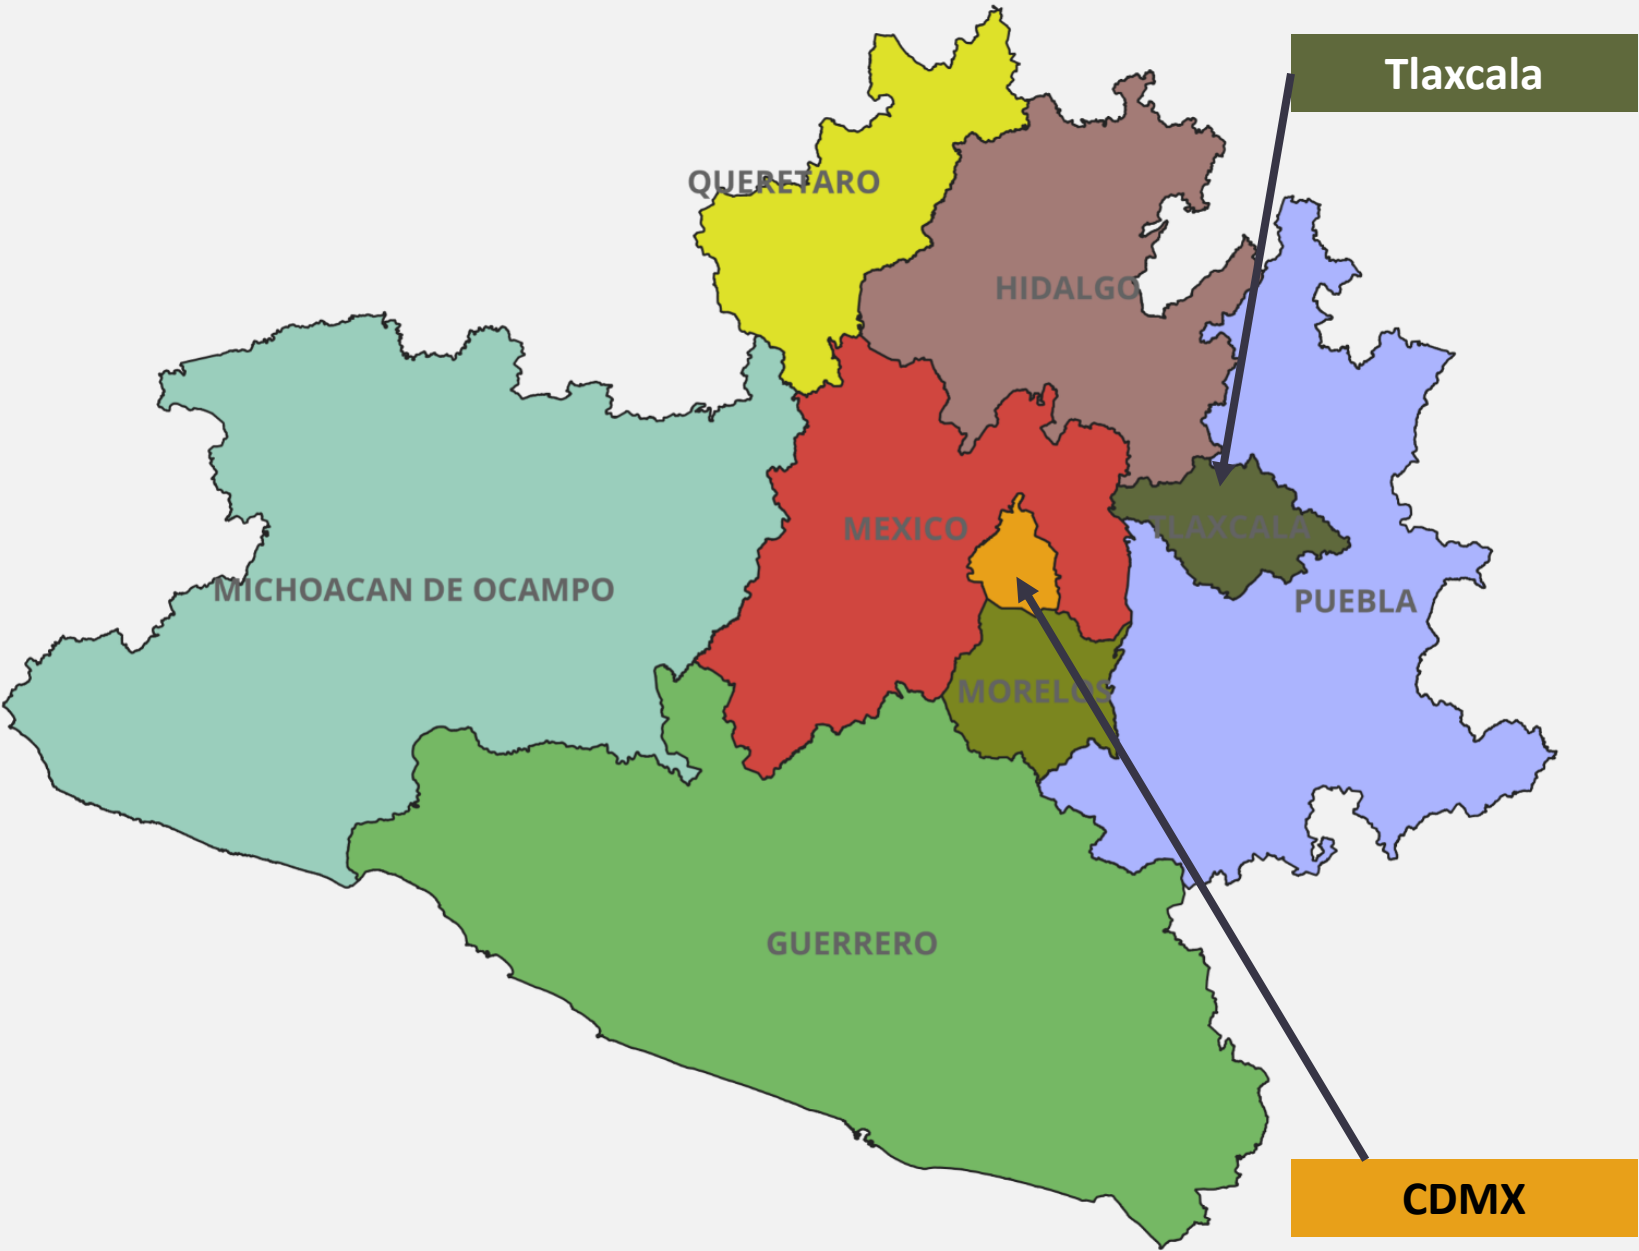 Tlaxcala
QUERETARO
HIDALGO
MEXICO
TLAXCALA
MICHOACAN DE OCAMPO
PUEBLA
MORELOS
GUERRERO
CDMX